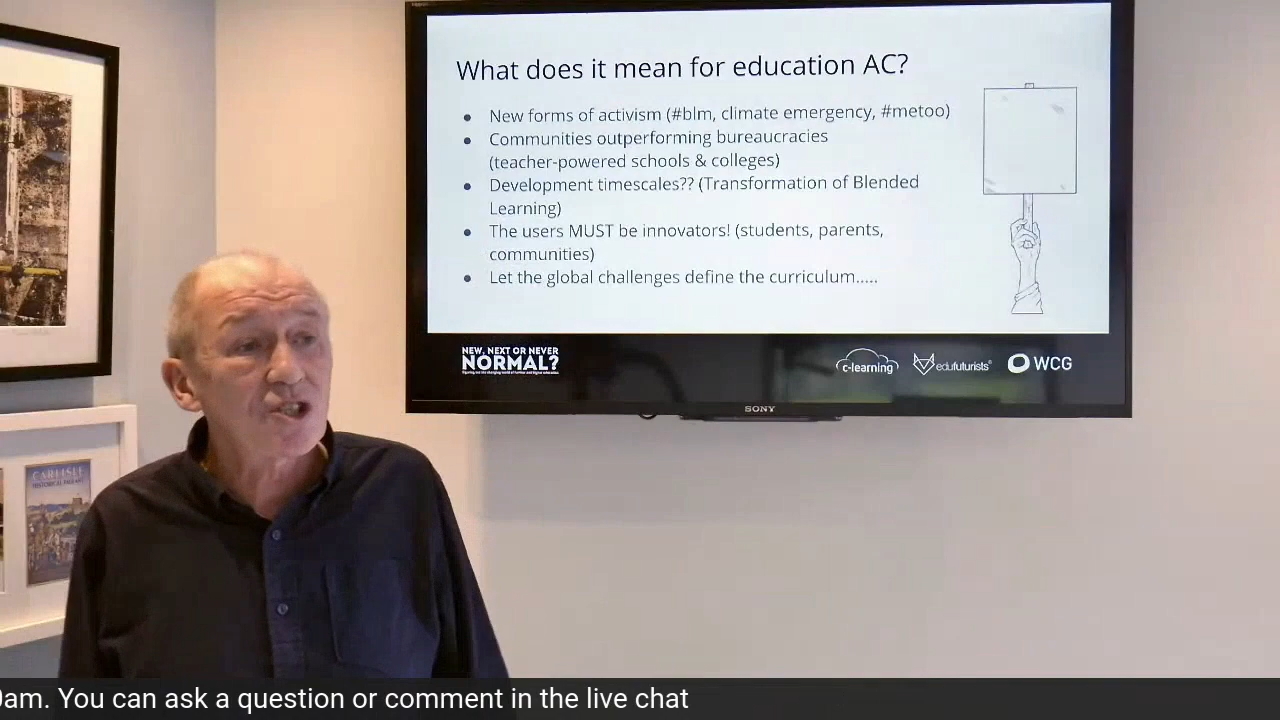 What does it mean for education AC?
New forms of activism (#blm, climate emergency, #metoo)
Communities outperforming bureaucracies
(teacher-powered schools & colleges)
Development timescales?? (Transformation of Blended
Learning)
The users MUST be innovators! (students, parents,
communities)
Let the global challenges define the curriculum.....
NEW, NEXT OR NEVER
NORMAL?
c-learning
edufuturists
WCG
SONY
CARLISLE
HISTORICAL PAGEANT
am. You can ask a question or comment in the live chat